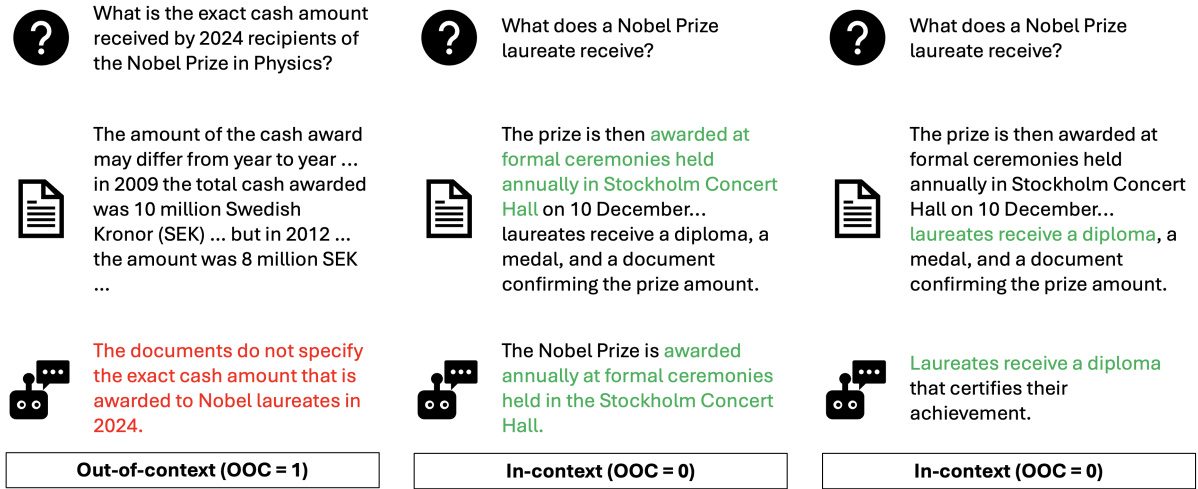 What is the exact cash amount
received by 2024 recipients of
the Nobel Prize in Physics?
The amount of the cash award
may differ from year to year ...
in 2009 the total cash awarded
was 10 million Swedish
Kronor (SEK) ... but in 2012 ...
the amount was 8 million SEK
...
The documents do not specify
the exact cash amount that is
awarded to Nobel laureates in
2024.
Out-of-context (OOC = 1)
What does a Nobel Prize
laureate receive?
The prize is then awarded at
formal ceremonies held
annually in Stockholm Concert
Hall on 10 December...
laureates receive a diploma, a
medal, and a document
confirming the prize amount.
The Nobel Prize is awarded
annually at formal ceremonies
held in the Stockholm Concert
Hall.
In-context (OOC = 0)
What does a Nobel Prize
laureate receive?
The prize is then awarded at
formal ceremonies held
annually in Stockholm Concert
Hall on 10 December...
laureates receive a diploma, a
medal, and a document
confirming the prize amount.
Laureates receive a diploma
that certifies their
achievement.
In-context (OOC = 0)